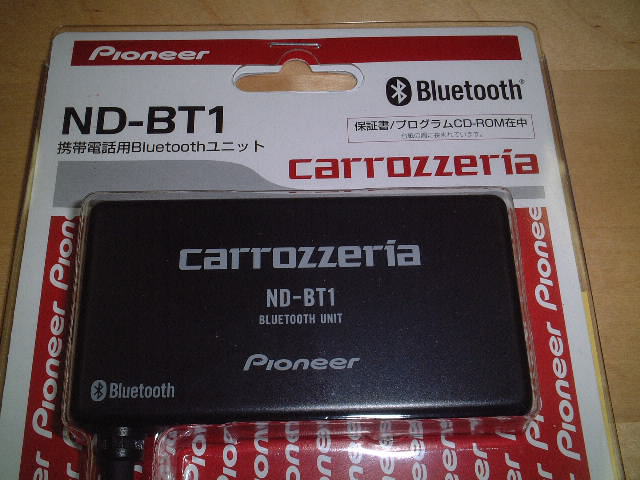 Pioneer
Bluetooth®
ND-BT1
携帯電話用Bluetoothユニット
保証書/プログラムCD-ROM在中
carrozzeria
carrozzeria
ND-BT1
BLUETOOTH UNIT
Pioneer
Bluetooth
Pioneer
Pioneer
Pioneer
Pioneer